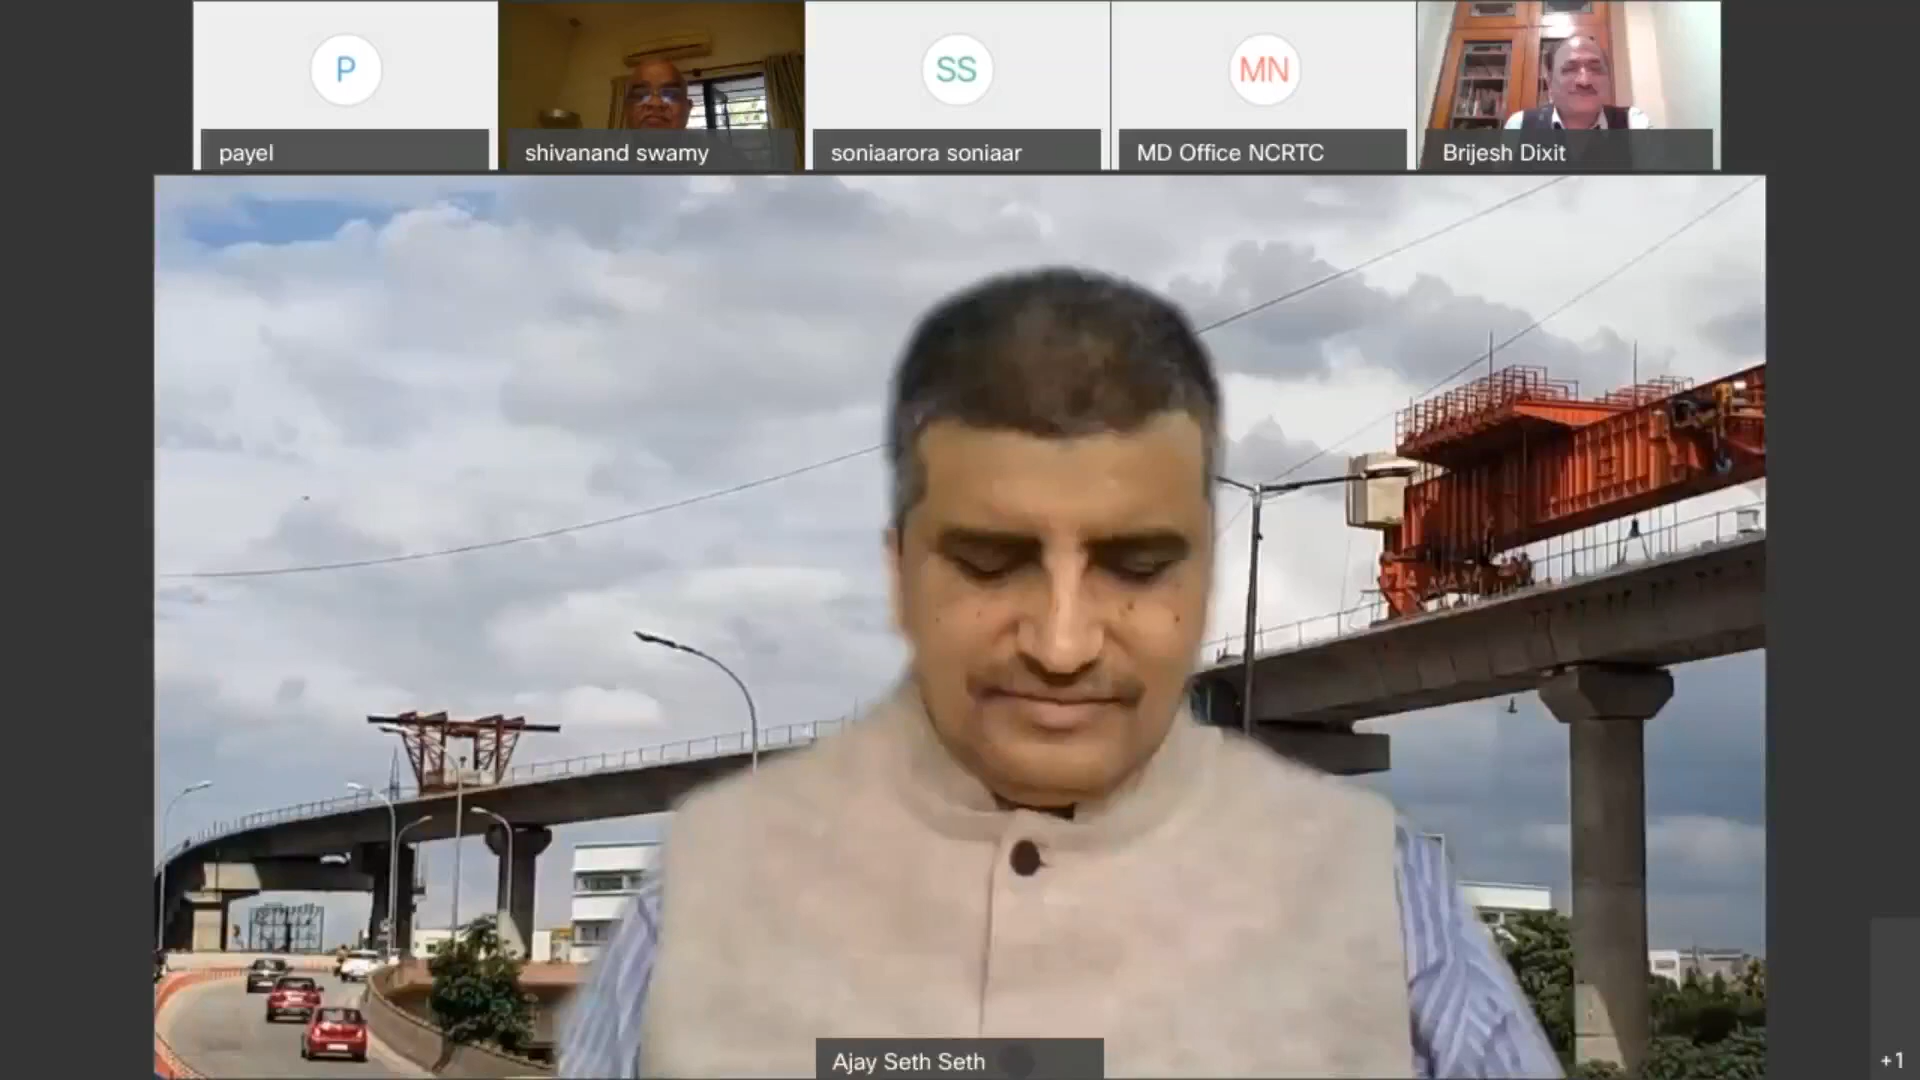 P
payel
shivanand swamy
SS
soniaarora soniaar
MN
MD Office NCRTC
Brijesh Dixit
Ajay Seth Seth
+1